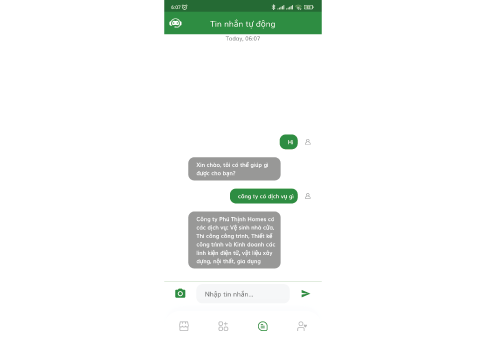 6:07
Tin nhắn tự động
Today, 06:07
Hi
Xin chào, tôi có thể giúp gì
được cho bạn?
công ty có dịch vụ gì
Công ty Phú Thịnh Homes có
các dịch vụ: Vệ sinh nhà cửa,
Thi công công trình, Thiết kế
công trình và Kinh doanh các
linh kiện điện tử, vật liệu xây
dựng, nội thất, gia dụng
Nhập tin nhắn...